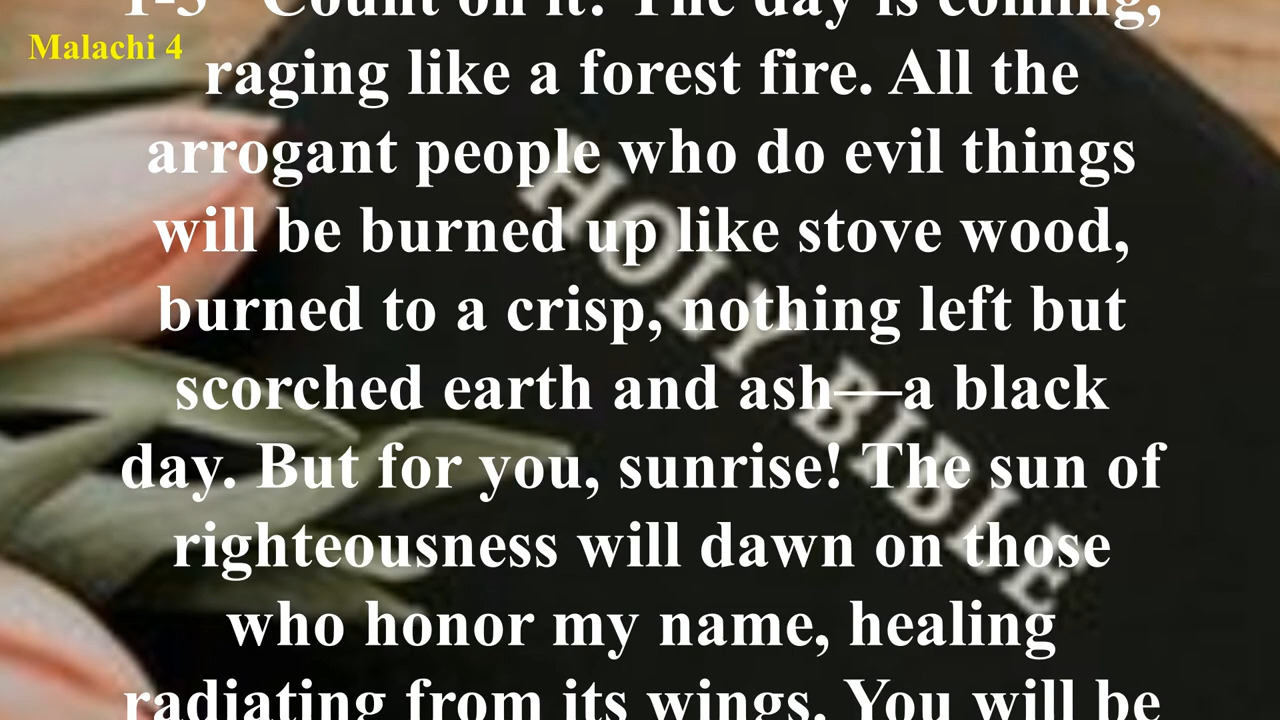 1-3 "Count on it: The day is coming,
Malachi 4
raging like a forest fire. All the
arrogant people who do evil things
will be burned up like stove wood,
burned to a crisp, nothing left but
scorched earth and ash—a black
day. But for you, sunrise! The sun of
righteousness will dawn on those
who honor my name, healing
radiating from its wings. You will be
HOLY BIBLE